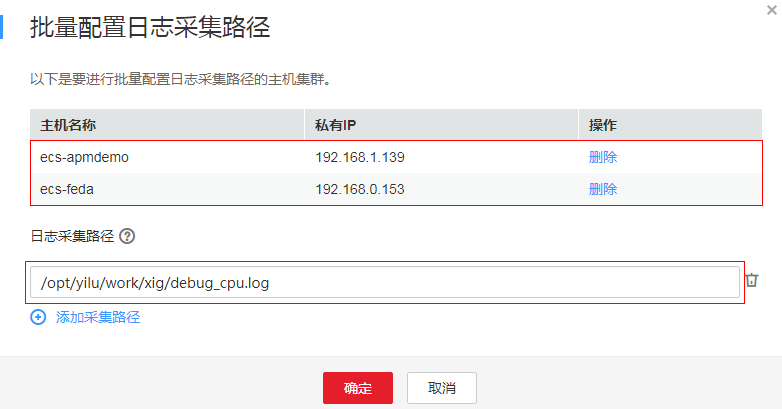 批量配置日志采集路径
以下是要进行批量配置日志采集路径的主机集群。
主机名称 私有IP 操作
ecs-apmdemo 192.168.1.139 删除
ecs-feda 192.168.0.153 删除
日志采集路径
/opt/yilu/work/xig/debug_cpu.log
添加采集路径
确定 取消